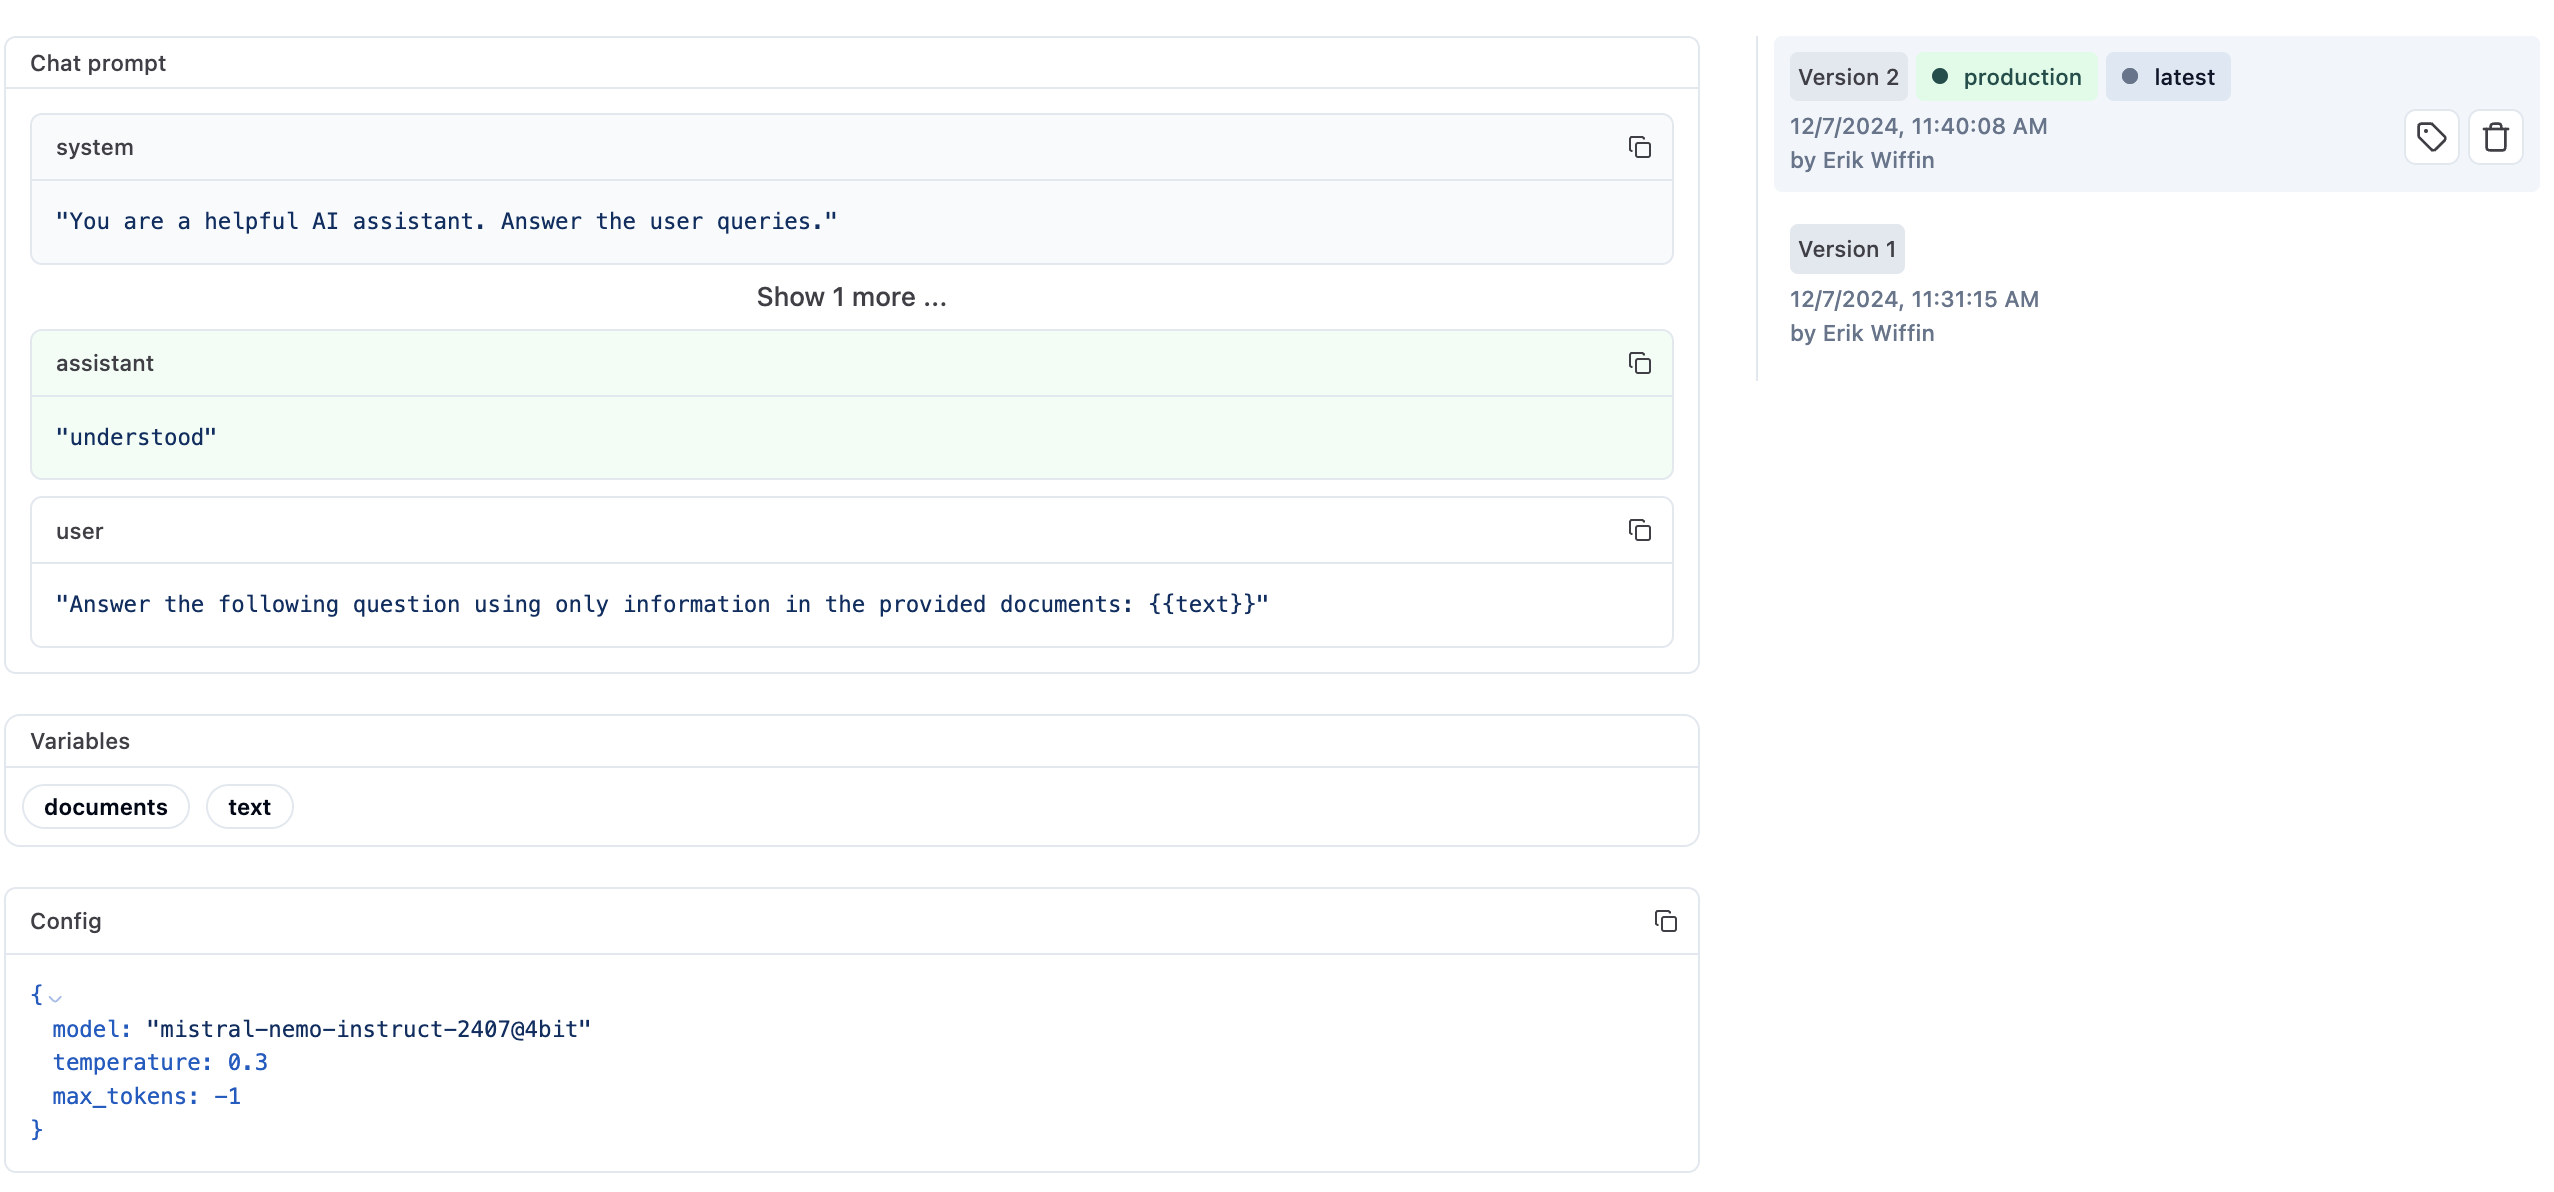 Chat prompt
system
"You are a helpful AI assistant. Answer the user queries."
Show 1 more ...
assistant
"understood"
user
"Answer the following question using only information in the provided documents: {{text}}"
Variables
documents
text
Config
{
model: "mistral-nemo-instruct-2407@4bit"
temperature: 0.3
max_tokens: -1
}
Version 2
production
latest
12/7/2024, 11:40:08 AM
by Erik Wiffin
Version 1
12/7/2024, 11:31:15 AM
by Erik Wiffin